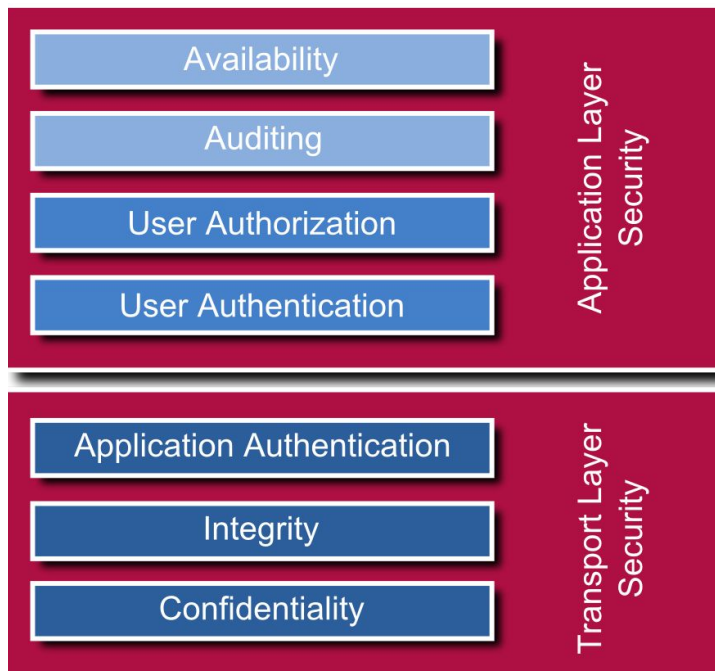 Availability
Auditing
User Authorization
User Authentication
Application Layer
Security
Application Authentication
Integrity
Confidentiality
Transport Layer
Security